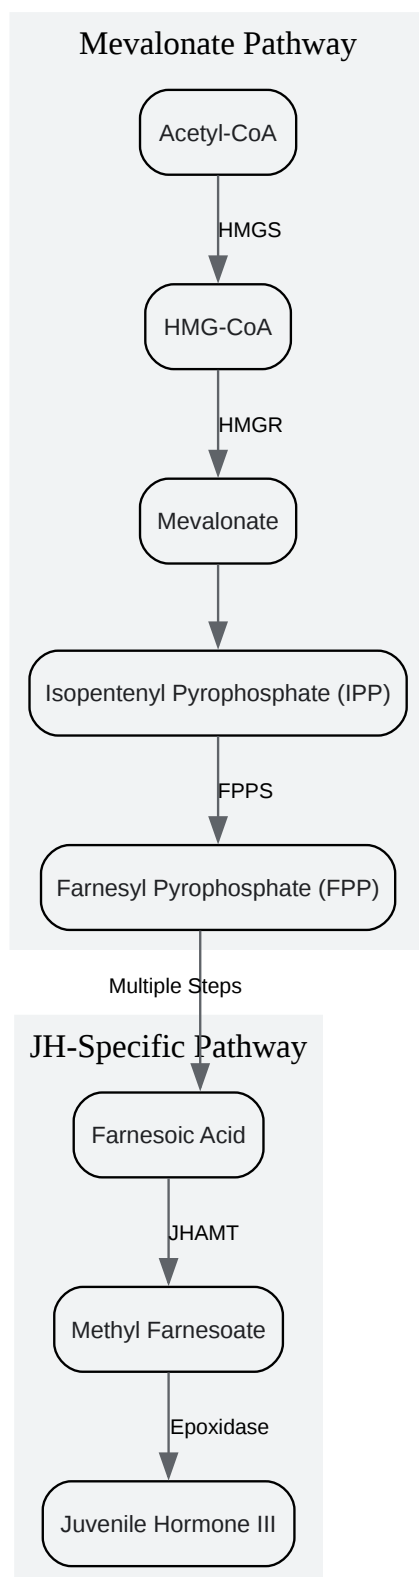 Mevalonate Pathway
Acetyl-CoA
HMGS
HMG-CoA
HMGR
Mevalonate
Isopentenyl Pyrophosphate (IPP)
FPPS
Farnesyl Pyrophosphate (FPP)
Multiple Steps
JH-Specific Pathway
Farnesoic Acid
JHAMT
Methyl Farnesoate
Epoxidase
Juvenile Hormone III